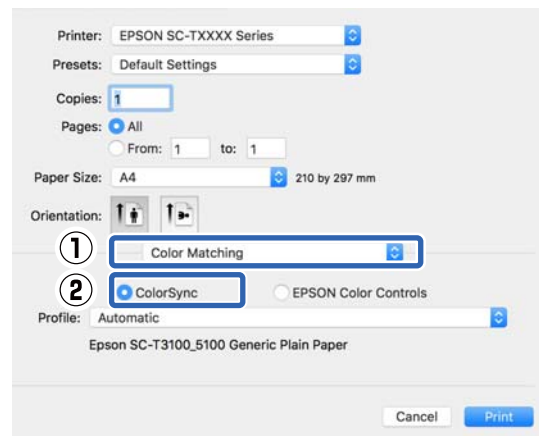 Printer: EPSON SC-TXXXX Series
Presets: Default Settings
Copies: 1
Pages: All
From: 1 to: 1
Paper Size: A4 210 by 297 mm
Orientation:
① Color Matching
② ColorSync EPSON Color Controls
Profile: Automatic
Epson SC-T3100_5100 Generic Plain Paper
Cancel Print